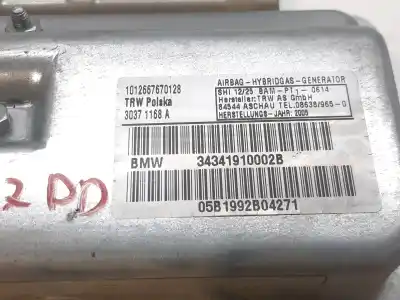 1012667670128
TRW Polska
3037 1158 A
AIRBAG - HYBRIDGAS - GENERATOR
SHI 12/25 BAM - PT1 - 0614
Hersteller: TRW AS GmbH
84544 ASCHAU TEL.08638/965-0
HERSTELLUNGS - JAHR: 2005
BMW 34341910002B
05B1992B04271
2 DD